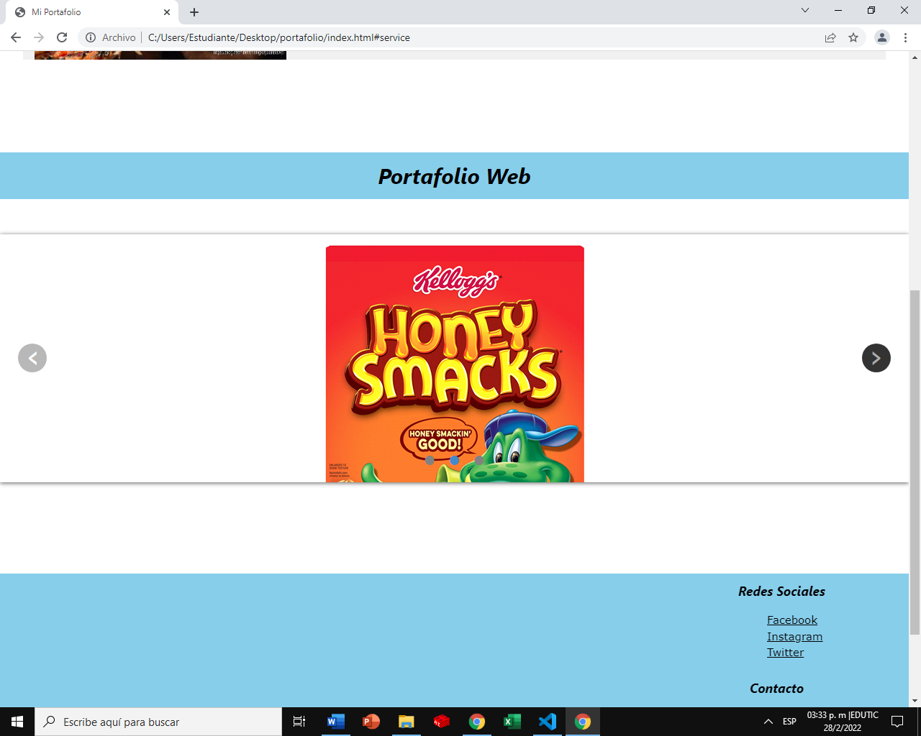 Mi Portafolio
Archivo
C:/Users/Estudiante/Desktop/portafolio/index.html#service
Portafolio Web
Kellogg's
HONEY
SMACKS
HONEY SMACKIN'
GOOD!
Redes Sociales
Facebook
Instagram
Twitter
Contacto
Escribe aquí para buscar
ESP
03:33 p. m |EDUTIC
28/2/2022